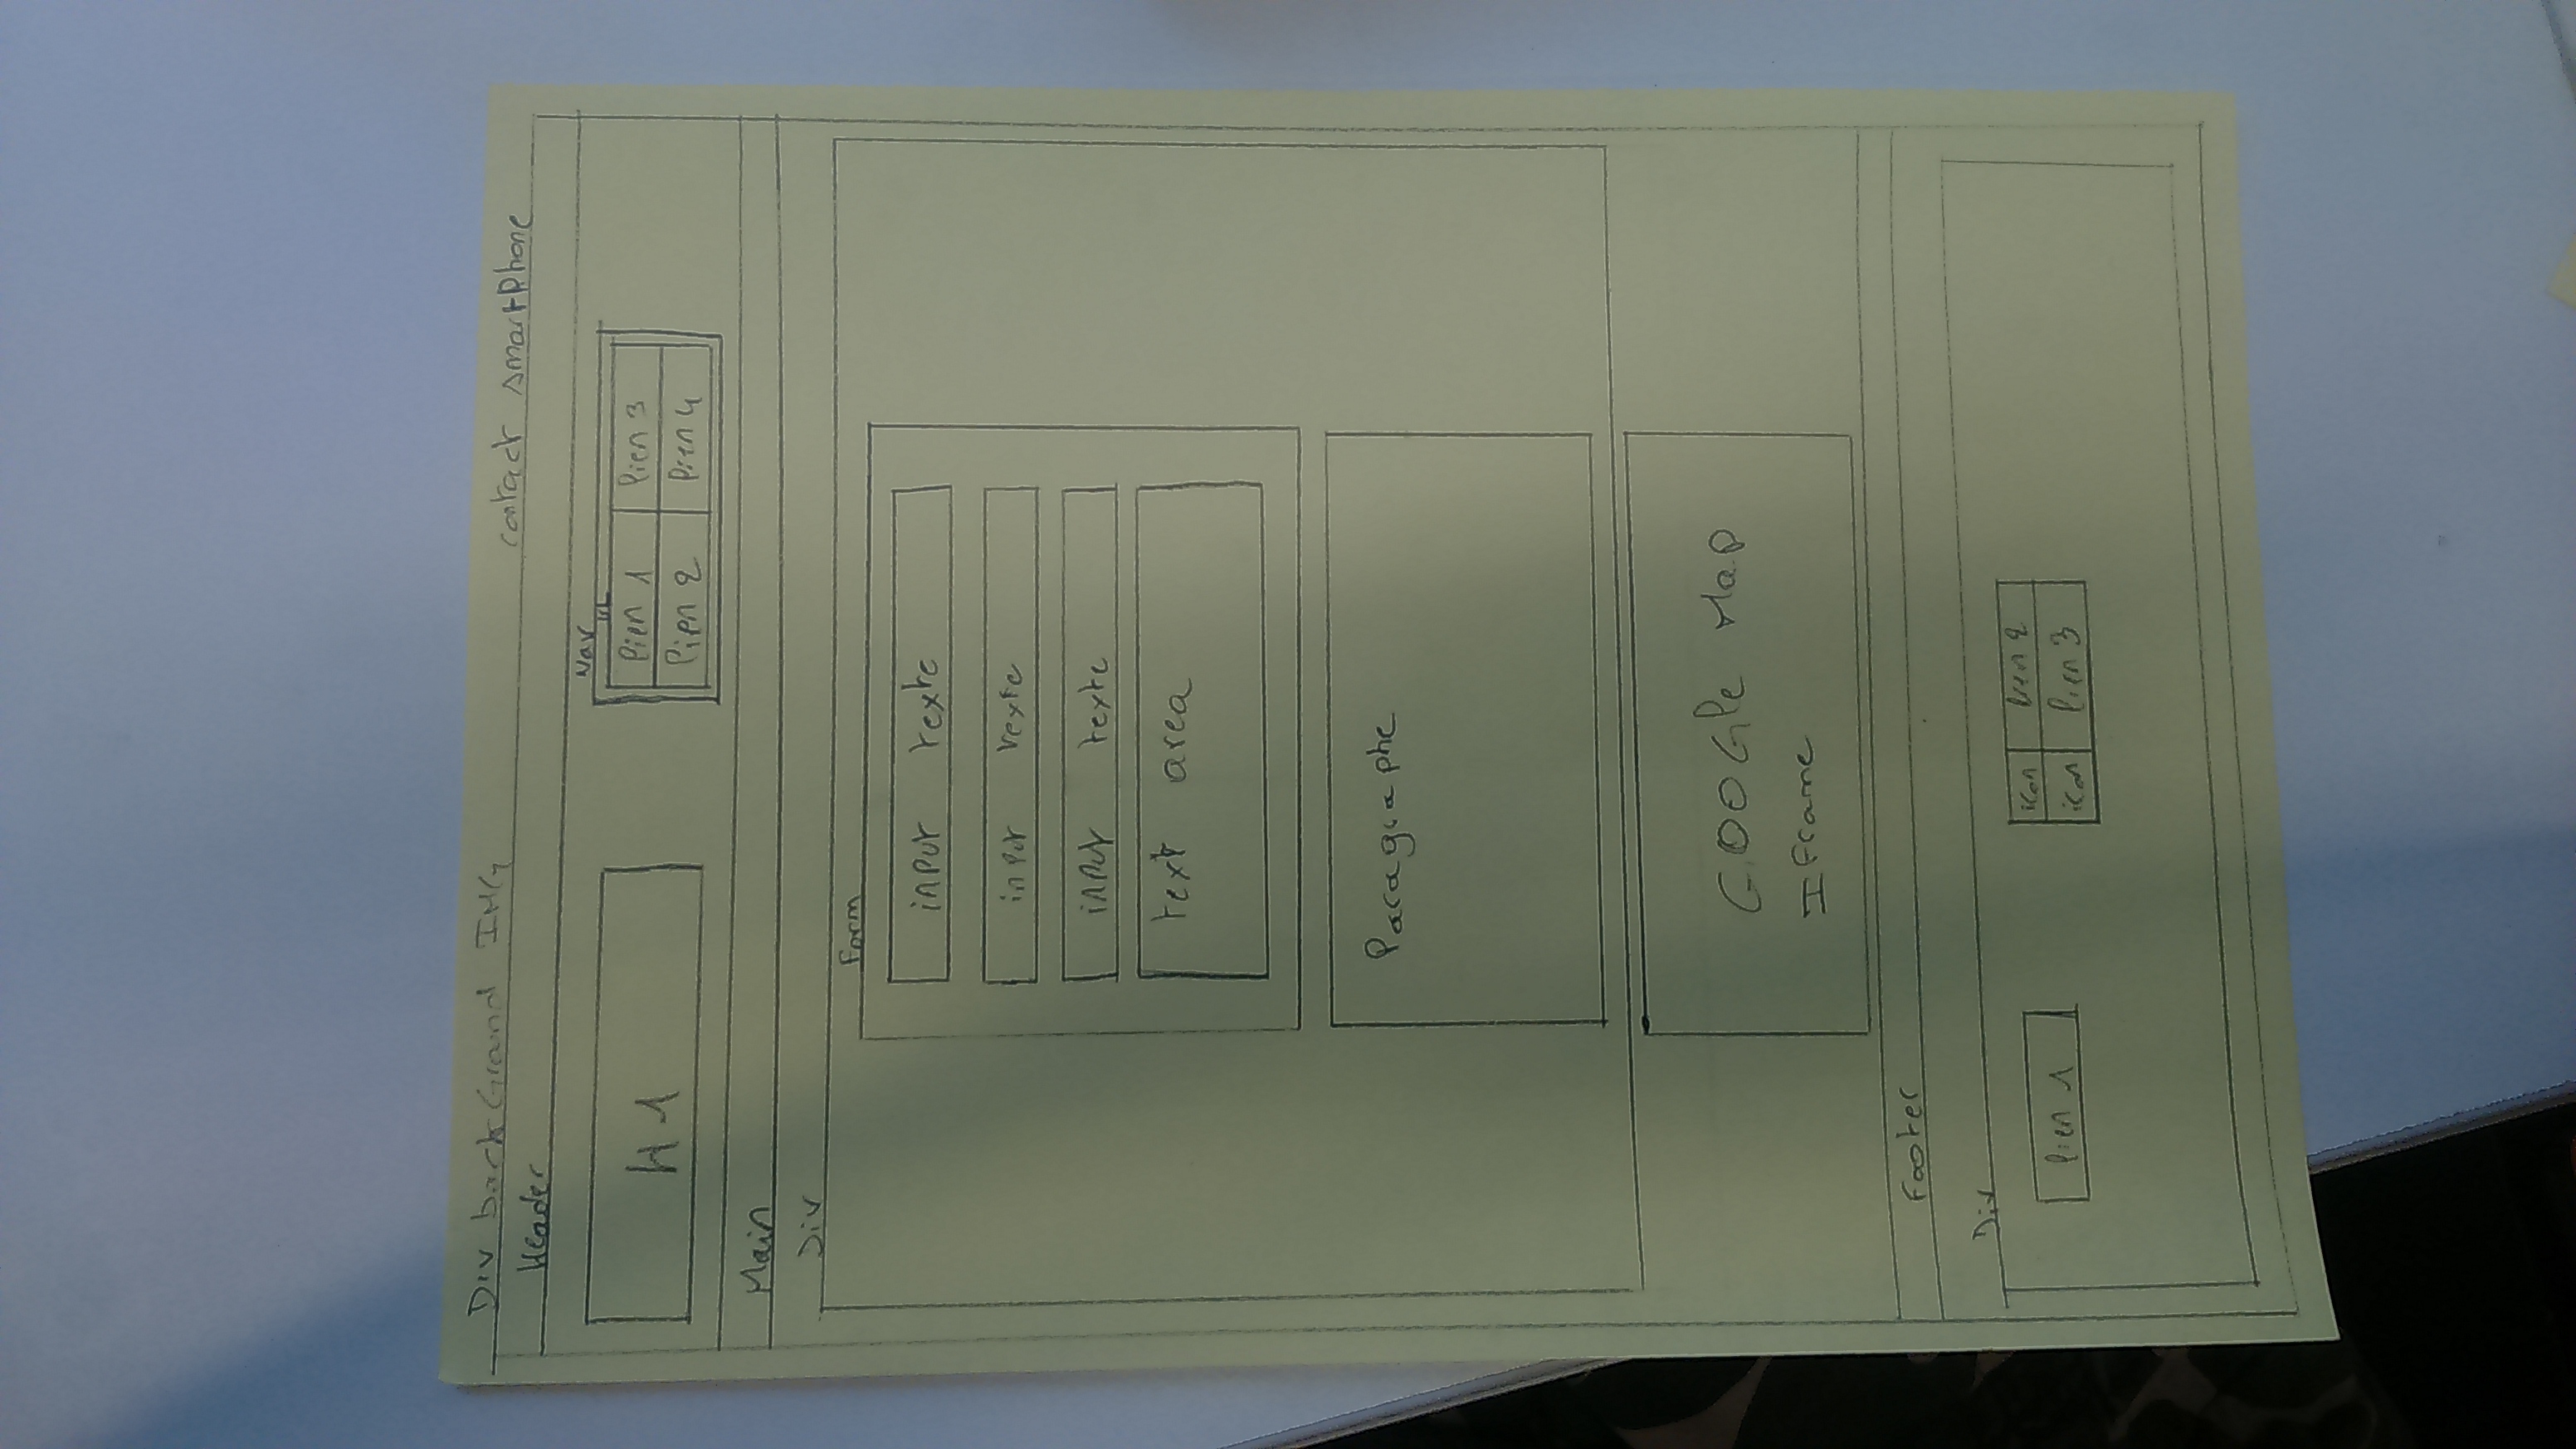 Div backGround IMG contact smartPhone
Header
H1
Nav
UL
lien 1 lien 3
lien 2 lien 4
Main
Div
Form
input texte
input texte
input texte
text area
Paragraphe
GOOGle Map
IFrame
Footer
Div
lien 1
icon lien 2
icon lien 3